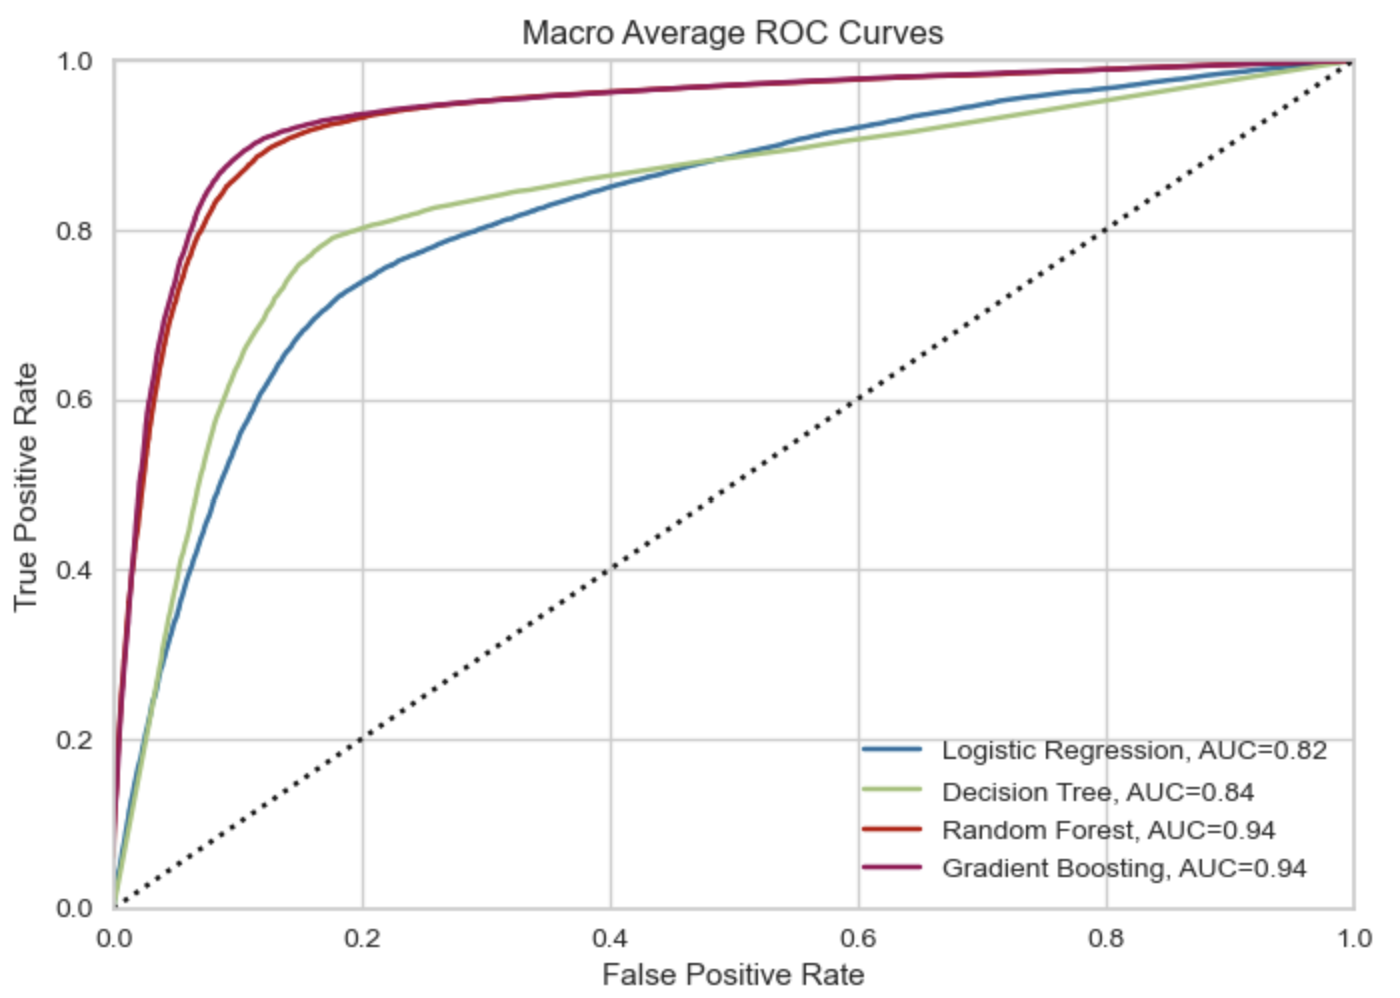 Macro Average ROC Curves
1.0
0.8
0.6
0.4
0.2
0.0
True Positive Rate
Logistic Regression, AUC=0.82
Decision Tree, AUC=0.84
Random Forest, AUC=0.94
Gradient Boosting, AUC=0.94
0.0 0.2 0.4 0.6 0.8 1.0
False Positive Rate